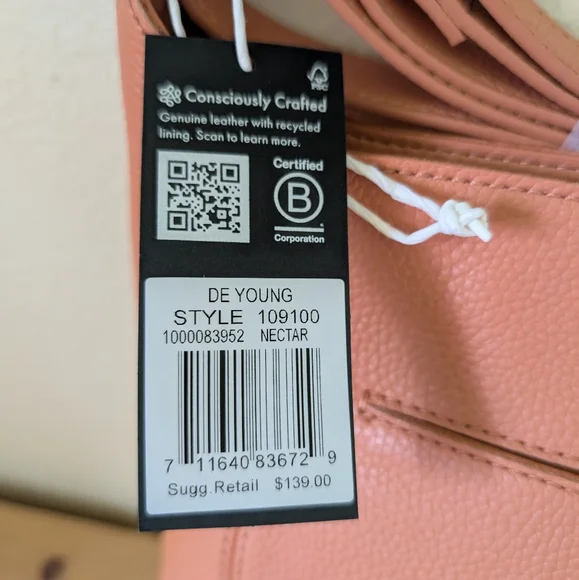 FSC
Consciously Crafted
Genuine leather with recycled
lining. Scan to learn more.
Certified
B
Corporation
DE YOUNG
STYLE 109100
1000083952 NECTAR
7 11640 83672 9
Sugg.Retail $139.00